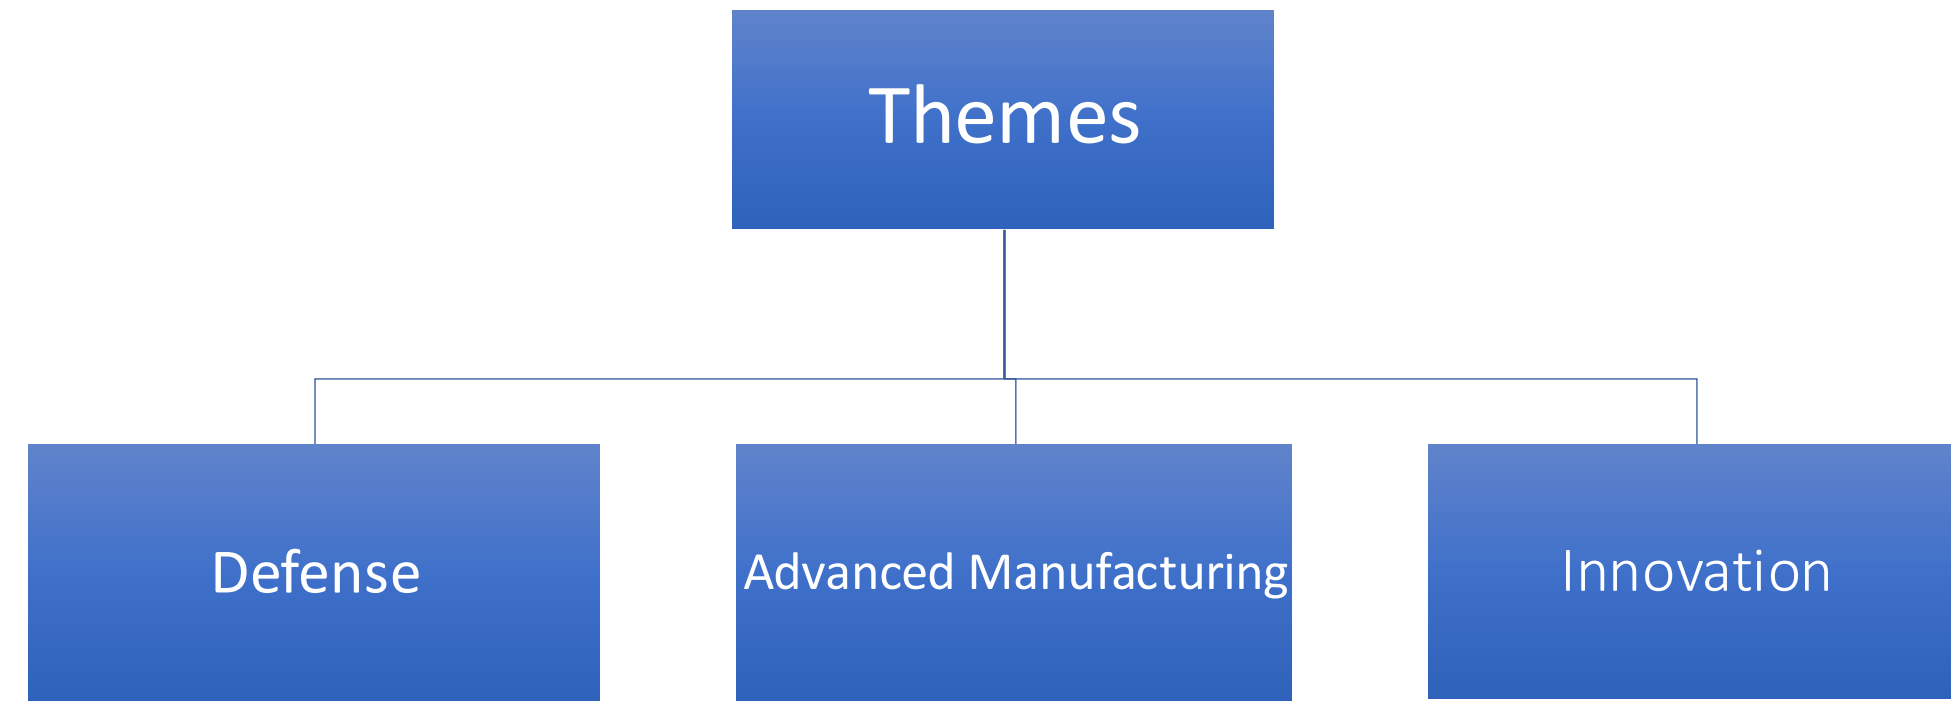 Themes
Defense
Advanced Manufacturing
Innovation